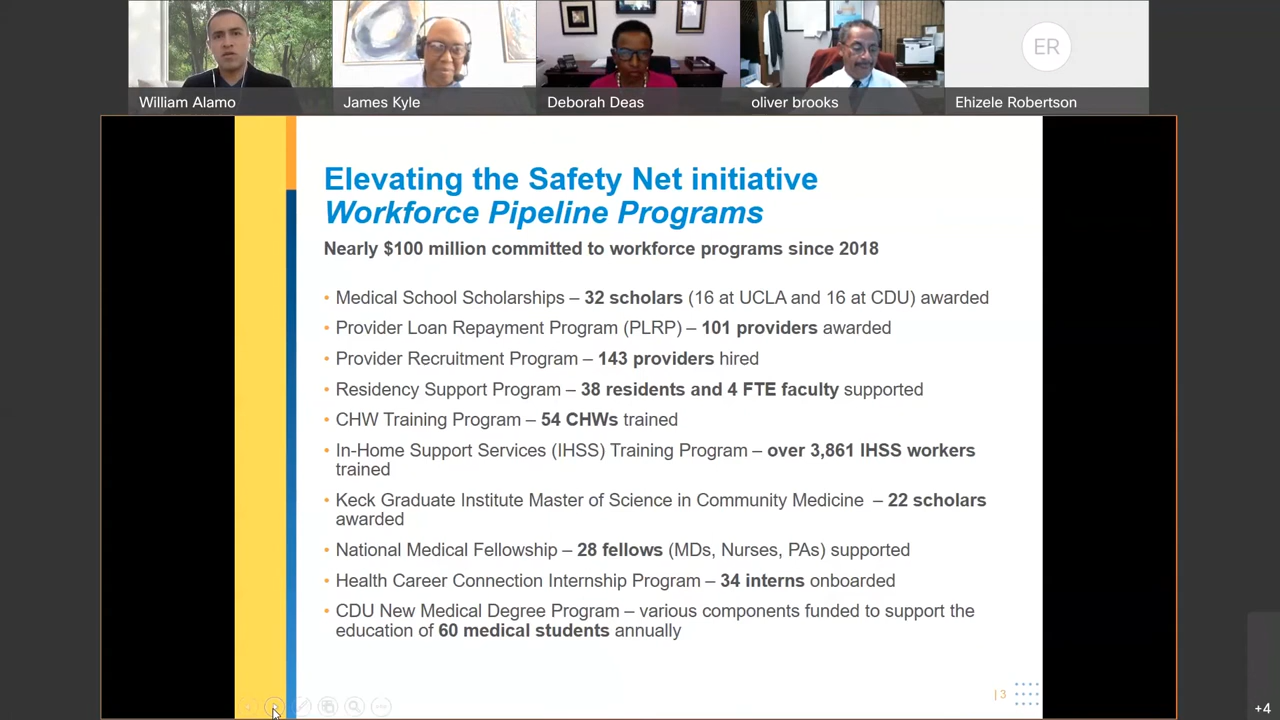 William Alamo
James Kyle
Deborah Deas
oliver brooks
ER
Ehizele Robertson
Elevating the Safety Net initiative
Workforce Pipeline Programs
Nearly $100 million committed to workforce programs since 2018
• Medical School Scholarships – 32 scholars (16 at UCLA and 16 at CDU) awarded
• Provider Loan Repayment Program (PLRP) – 101 providers awarded
• Provider Recruitment Program – 143 providers hired
• Residency Support Program – 38 residents and 4 FTE faculty supported
• CHW Training Program – 54 CHWs trained
• In-Home Support Services (IHSS) Training Program – over 3,861 IHSS workers
trained
• Keck Graduate Institute Master of Science in Community Medicine – 22 scholars
awarded
• National Medical Fellowship – 28 fellows (MDs, Nurses, PAs) supported
• Health Career Connection Internship Program – 34 interns onboarded
• CDU New Medical Degree Program – various components funded to support the
education of 60 medical students annually
| 3
+4